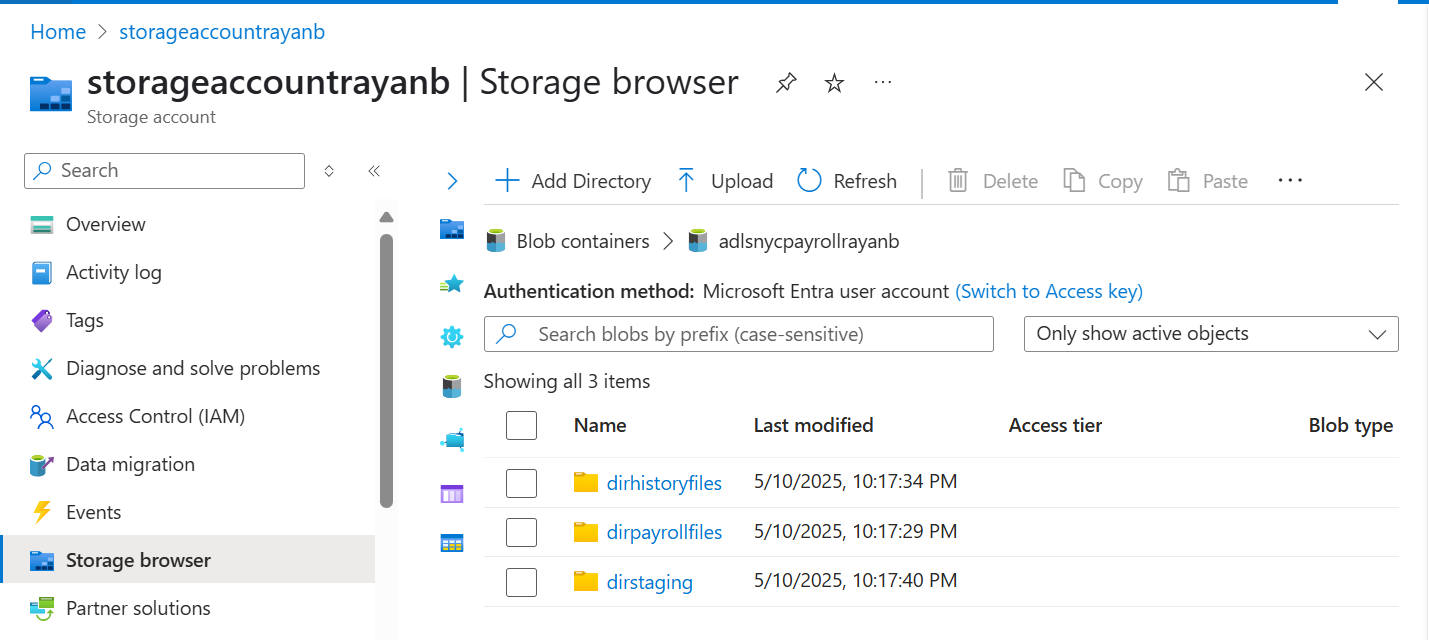 Home > storageaccountrayanb
storageaccountrayanb | Storage browser ...
Storage account
Search
Overview
Activity log
Tags
Diagnose and solve problems
Access Control (IAM)
Data migration
Events
Storage browser
Partner solutions
Add Directory Upload Refresh Delete Copy Paste ...
Blob containers > adlsnycpayrollrayanb
Authentication method: Microsoft Entra user account (Switch to Access key)
Search blobs by prefix (case-sensitive) Only show active objects
Showing all 3 items
Name Last modified Access tier Blob type
dirhistoryfiles 5/10/2025, 10:17:34 PM
dirpayrollfiles 5/10/2025, 10:17:29 PM
dirstaging 5/10/2025, 10:17:40 PM